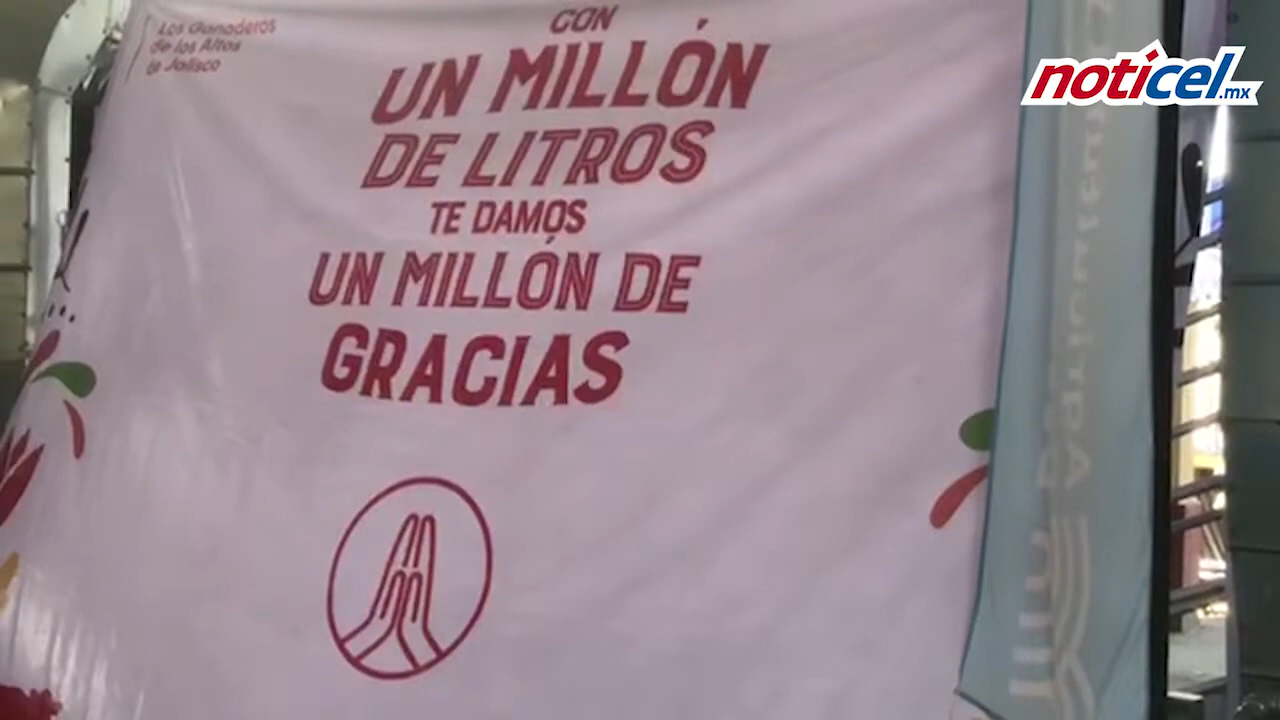 Los Ganaderos
de los Altos
de Jalisco
CON
UN MILLÓN
DE LITROS
TE DAMOS
UN MILLÓN DE
GRACIAS
noticel.mx